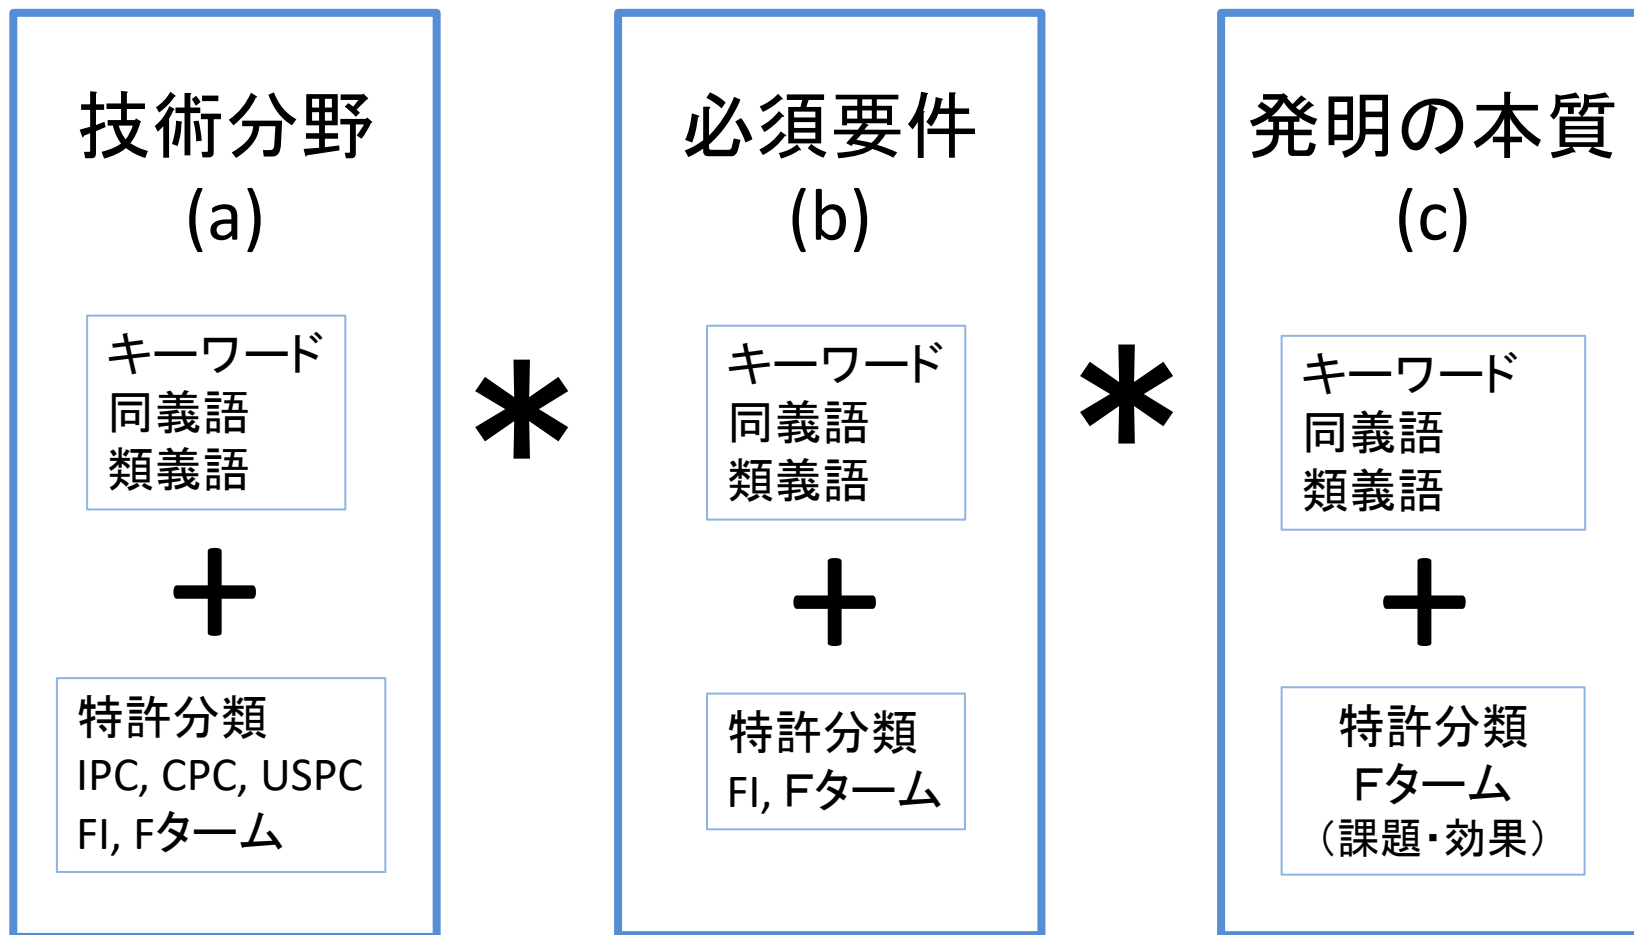 技術分野
(a)
キーワード
同義語
類義語
+
特許分類
IPC, CPC, USPC
FI, Fターム
*
必須要件
(b)
キーワード
同義語
類義語
+
特許分類
FI, Fターム
*
発明の本質
(c)
キーワード
同義語
類義語
+
特許分類
Fターム
（課題・効果）